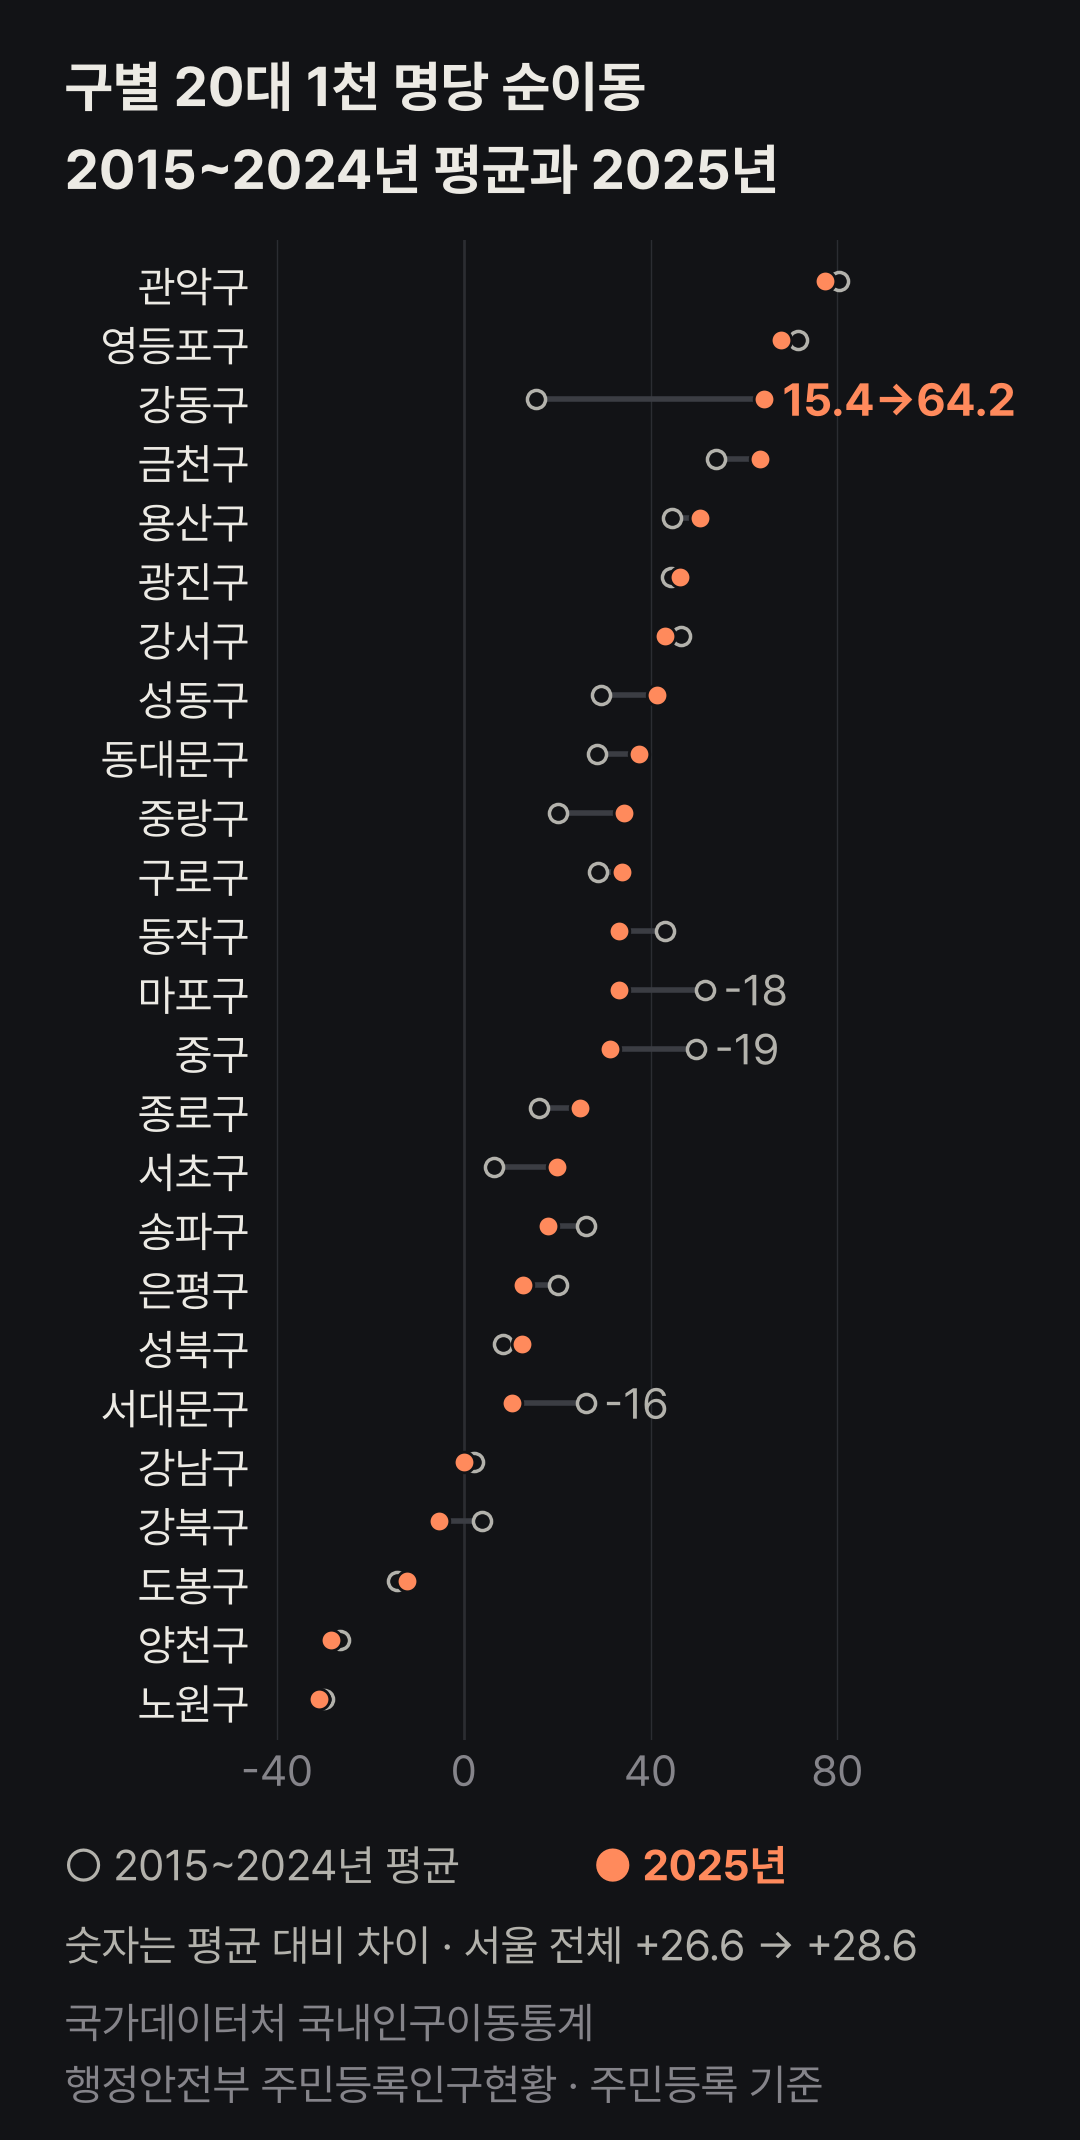 구별 20대 1천 명당 순이동
2015~2024년 평균과 2025년
관악구
영등포구
강동구 15.4→64.2
금천구
용산구
광진구
강서구
성동구
동대문구
중랑구
구로구
동작구
마포구 -18
중구 -19
종로구
서초구
송파구
은평구
성북구
서대문구 -16
강남구
강북구
도봉구
양천구
노원구
-40 0 40 80
2015~2024년 평균 2025년
숫자는 평균 대비 차이 · 서울 전체 +26.6 → +28.6
국가데이터처 국내인구이동통계
행정안전부 주민등록인구현황 · 주민등록 기준